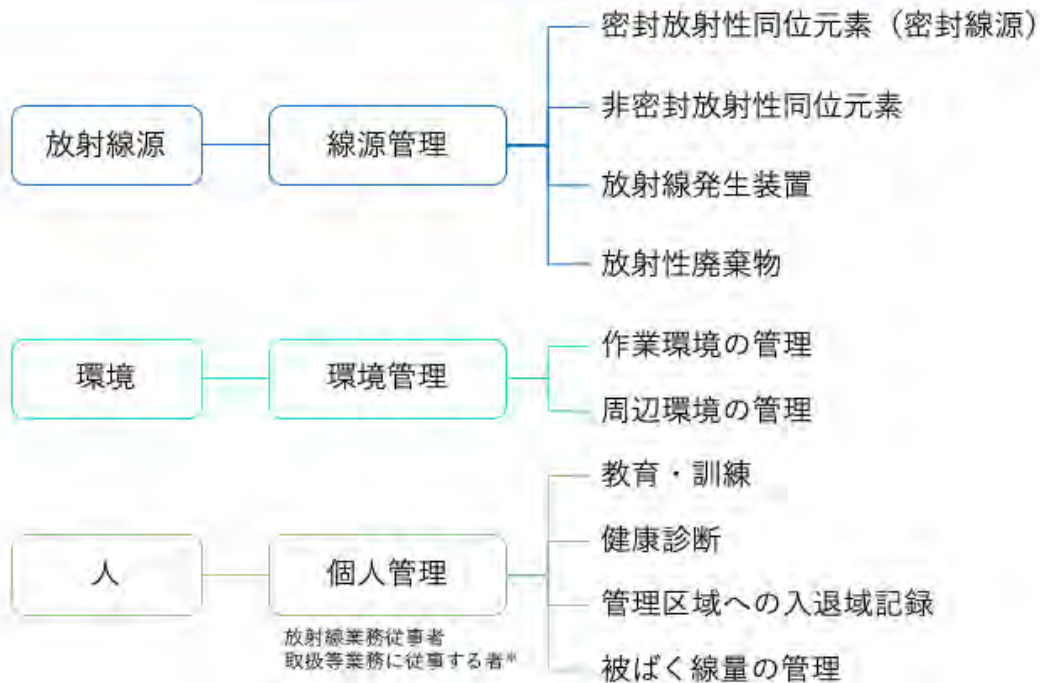 放射線源
線源管理
密封放射性同位元素（密封線源）
非密封放射性同位元素
放射線発生装置
放射性廃棄物
環境
環境管理
作業環境の管理
周辺環境の管理
人
個人管理
放射線業務従事者
取扱等業務に従事する者*
教育・訓練
健康診断
管理区域への入退域記録
被ばく線量の管理